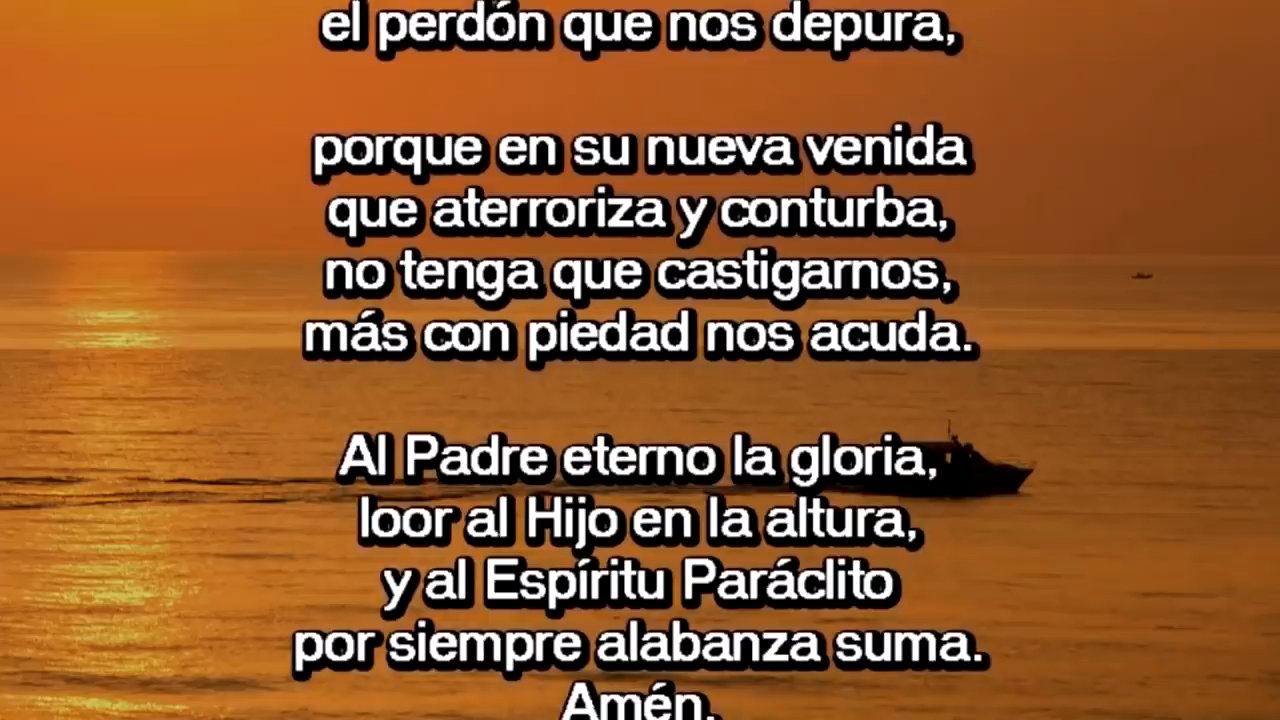 el perdón que nos depura,
porque en su nueva venida
que aterroriza y conturba,
no tenga que castigarnos,
más con piedad nos acuda.
Al Padre eterno la gloria,
loor al Hijo en la altura,
y al Espíritu Paráclito
por siempre alabanza suma.
Amén.